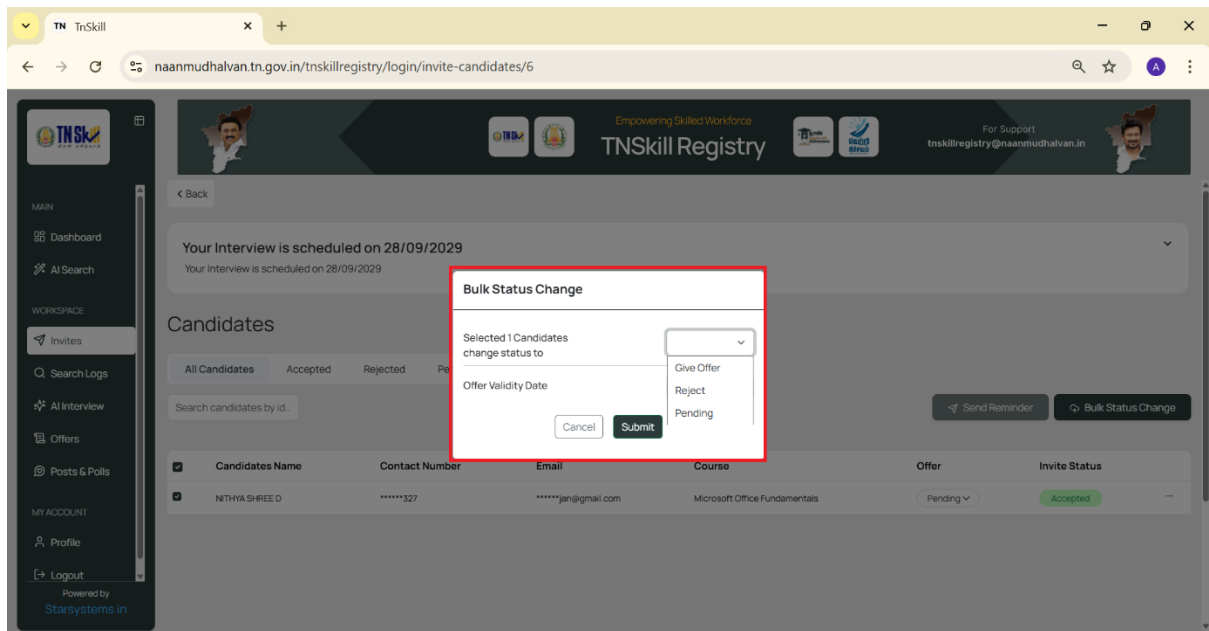 TN TnSkill
naanmudhalvan.tn.gov.in/tnskillregistry/login/invite-candidates/6
A
TN Skill
Empowering Skilled Workforce
TNSkill Registry
For Support
tnskillregistry@naanmudhalvan.in
MAIN
Dashboard
AI Search
WORKSPACE
Invites
Search Logs
AI Interview
Offers
Posts & Polls
MY ACCOUNT
Profile
Logout
Powered by
Starsystems.in
Back
Your Interview is scheduled on 28/09/2029
Your Interview is scheduled on 28/09/2029
Candidates
All Candidates Accepted Rejected Pe
Search candidates by id..
Send Reminder Bulk Status Change
Bulk Status Change
Selected 1 Candidates
change status to
Give Offer
Reject
Pending
Offer Validity Date
Cancel Submit
Candidates Name Contact Number Email Course Offer Invite Status
NITHYA SHREE D ******327 ******jan@gmail.com Microsoft Office Fundamentals Pending Accepted ...